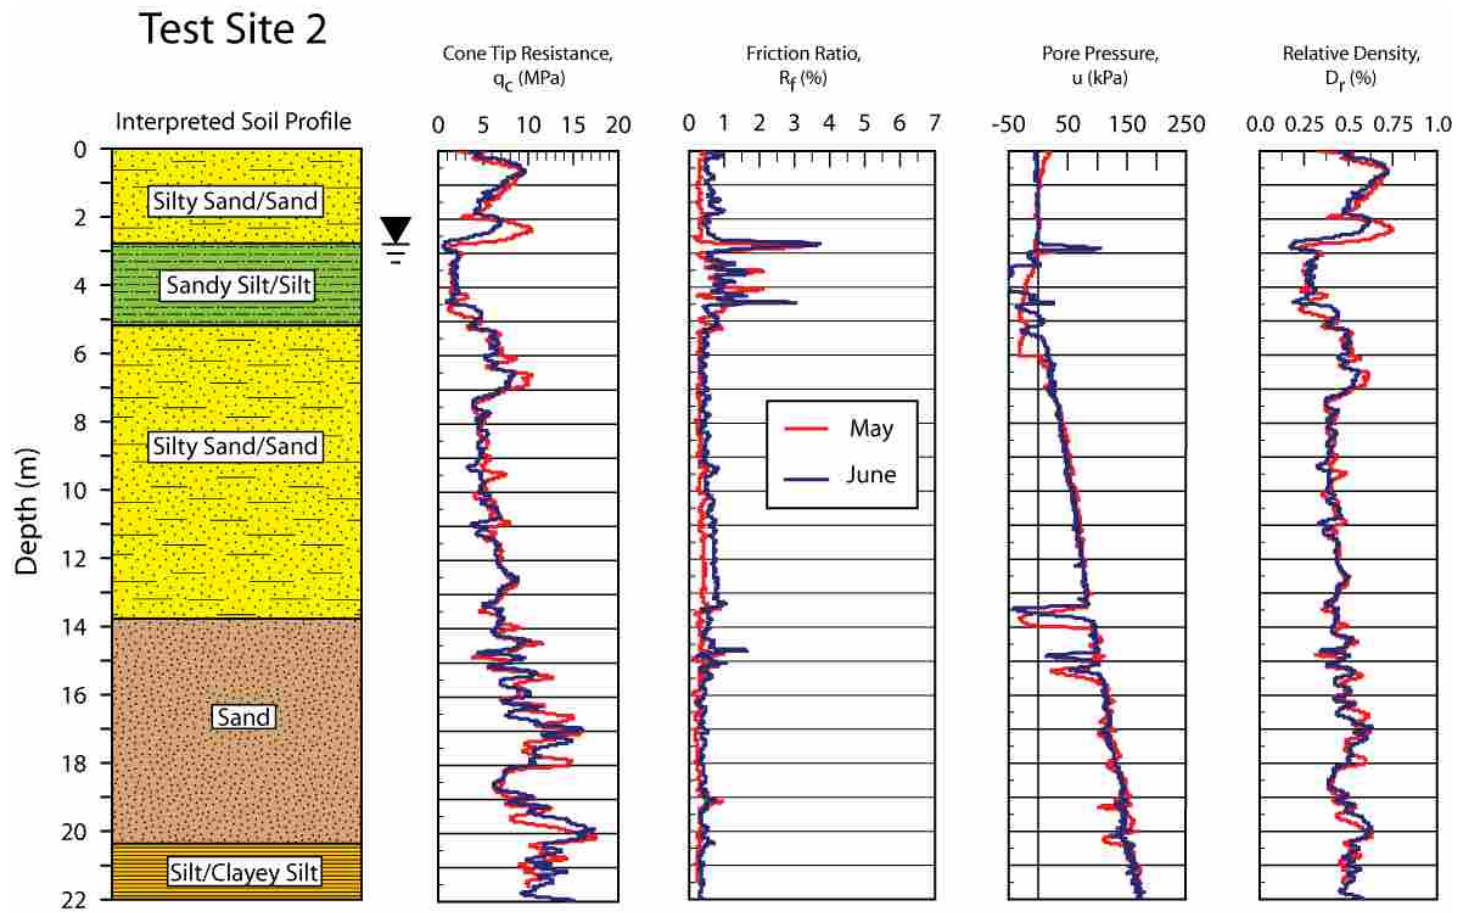 Test Site 2
Cone Tip Resistance,
q_c (MPa)
Friction Ratio,
R_f (%)
Pore Pressure,
u (kPa)
Relative Density,
D_r (%)
Interpreted Soil Profile
0 5 10 15 20
0 1 2 3 4 5 6 7
-50 50 150 250
0.0 0.25 0.5 0.75 1.0
0
Silty Sand/Sand
2
Sandy Silt/Silt
4
6
8
Silty Sand/Sand
May
June
10
Depth (m)
12
14
16
Sand
18
20
Silt/Clayey Silt
22